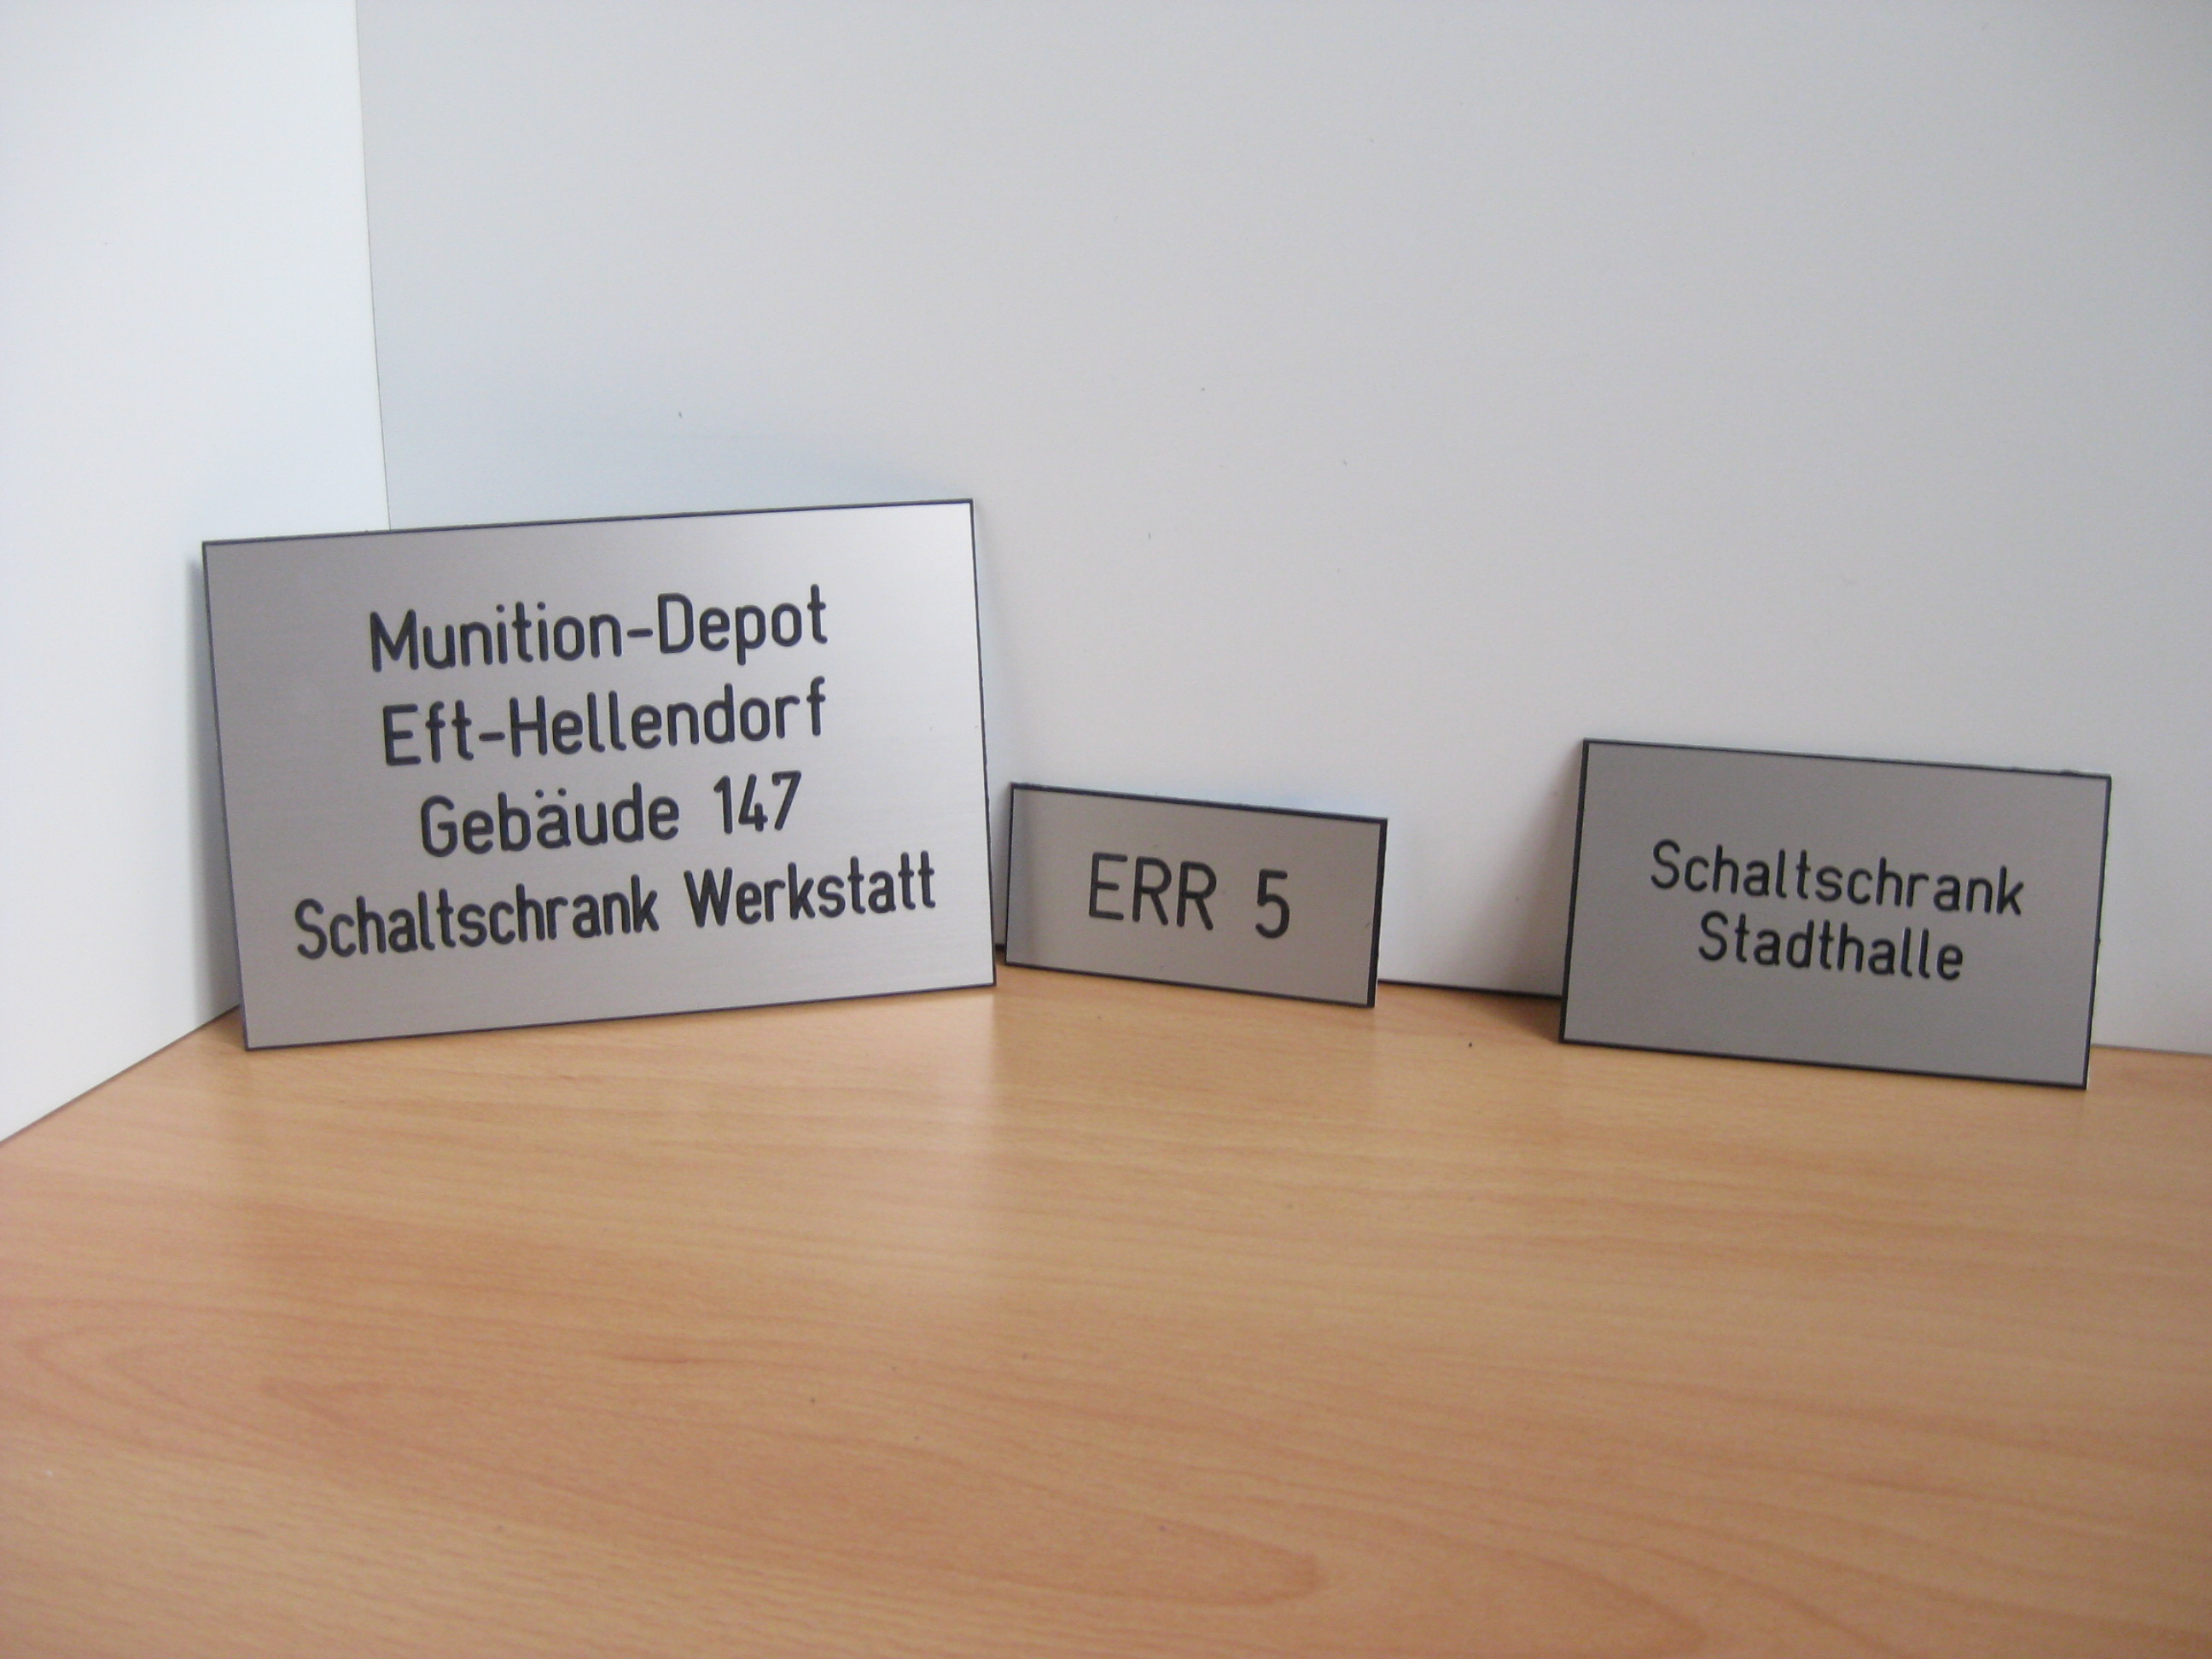 Munition-Depot
Eft-Hellendorf
Gebäude 147
Schaltschrank Werkstatt
ERR 5
Schaltschrank
Stadthalle